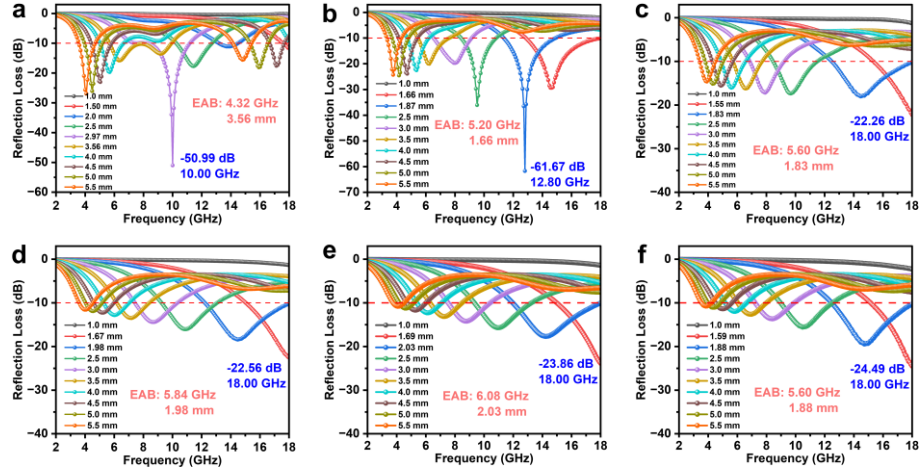 a
Reflection Loss (dB)
0
-10
-20
-30
-40
-50
-60
1.0 mm
1.50 mm
2.0 mm
2.5 mm
2.97 mm
3.56 mm
4.0 mm
4.5 mm
5.0 mm
5.5 mm
EAB: 4.32 GHz
3.56 mm
-50.99 dB
10.00 GHz
2 4 6 8 10 12 14 16 18
Frequency (GHz)
b
Reflection Loss (dB)
0
-10
-20
-30
-40
-50
-60
-70
1.0 mm
1.66 mm
1.87 mm
2.5 mm
3.0 mm
3.5 mm
4.0 mm
4.5 mm
5.0 mm
5.5 mm
EAB: 5.20 GHz
1.66 mm
-61.67 dB
12.80 GHz
2 4 6 8 10 12 14 16 18
Frequency (GHz)
c
Reflection Loss (dB)
0
-10
-20
-30
-40
1.0 mm
1.55 mm
1.83 mm
2.5 mm
3.0 mm
3.5 mm
4.0 mm
4.5 mm
5.0 mm
5.5 mm
-22.26 dB
18.00 GHz
EAB: 5.60 GHz
1.83 mm
2 4 6 8 10 12 14 16 18
Frequency (GHz)
d
Reflection Loss (dB)
0
-10
-20
-30
-40
1.0 mm
1.67 mm
1.98 mm
2.5 mm
3.0 mm
3.5 mm
4.0 mm
4.5 mm
5.0 mm
5.5 mm
-22.56 dB
18.00 GHz
EAB: 5.84 GHz
1.98 mm
2 4 6 8 10 12 14 16 18
Frequency (GHz)
e
Reflection Loss (dB)
0
-10
-20
-30
-40
1.0 mm
1.69 mm
2.03 mm
2.5 mm
3.0 mm
3.5 mm
4.0 mm
4.5 mm
5.0 mm
5.5 mm
-23.86 dB
18.00 GHz
EAB: 6.08 GHz
2.03 mm
2 4 6 8 10 12 14 16 18
Frequency (GHz)
f
Reflection Loss (dB)
0
-10
-20
-30
-40
1.0 mm
1.59 mm
1.88 mm
2.5 mm
3.0 mm
3.5 mm
4.0 mm
4.5 mm
5.0 mm
5.5 mm
-24.49 dB
18.00 GHz
EAB: 5.60 GHz
1.88 mm
2 4 6 8 10 12 14 16 18
Frequency (GHz)